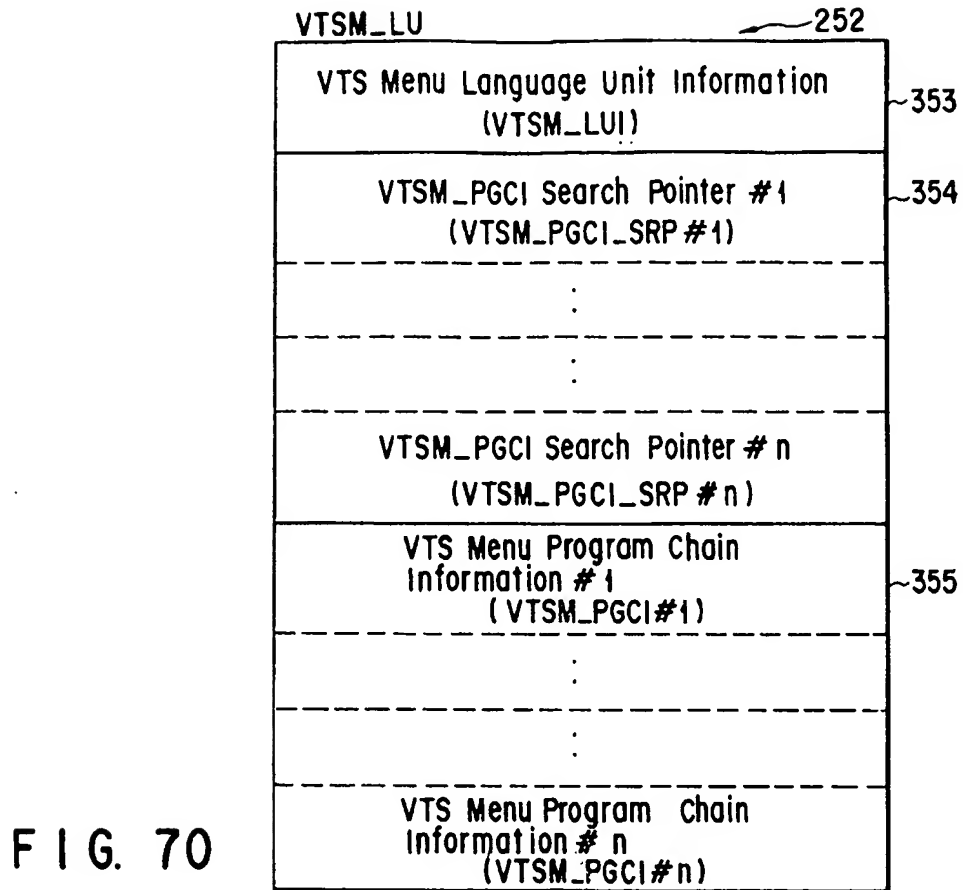 VTSM_LU
252
VTS Menu Language Unit Information
(VTSM_LUI)
353
VTSM_PGCI Search Pointer #1
(VTSM_PGCI_SRP #1)
354
VTSM_PGCI Search Pointer # n
(VTSM_PGCI_SRP # n)
VTS Menu Program Chain
Information # 1
(VTSM_PGCI#1)
355
VTS Menu Program Chain
Information # n
(VTSM_PGCI#n)
FIG. 70